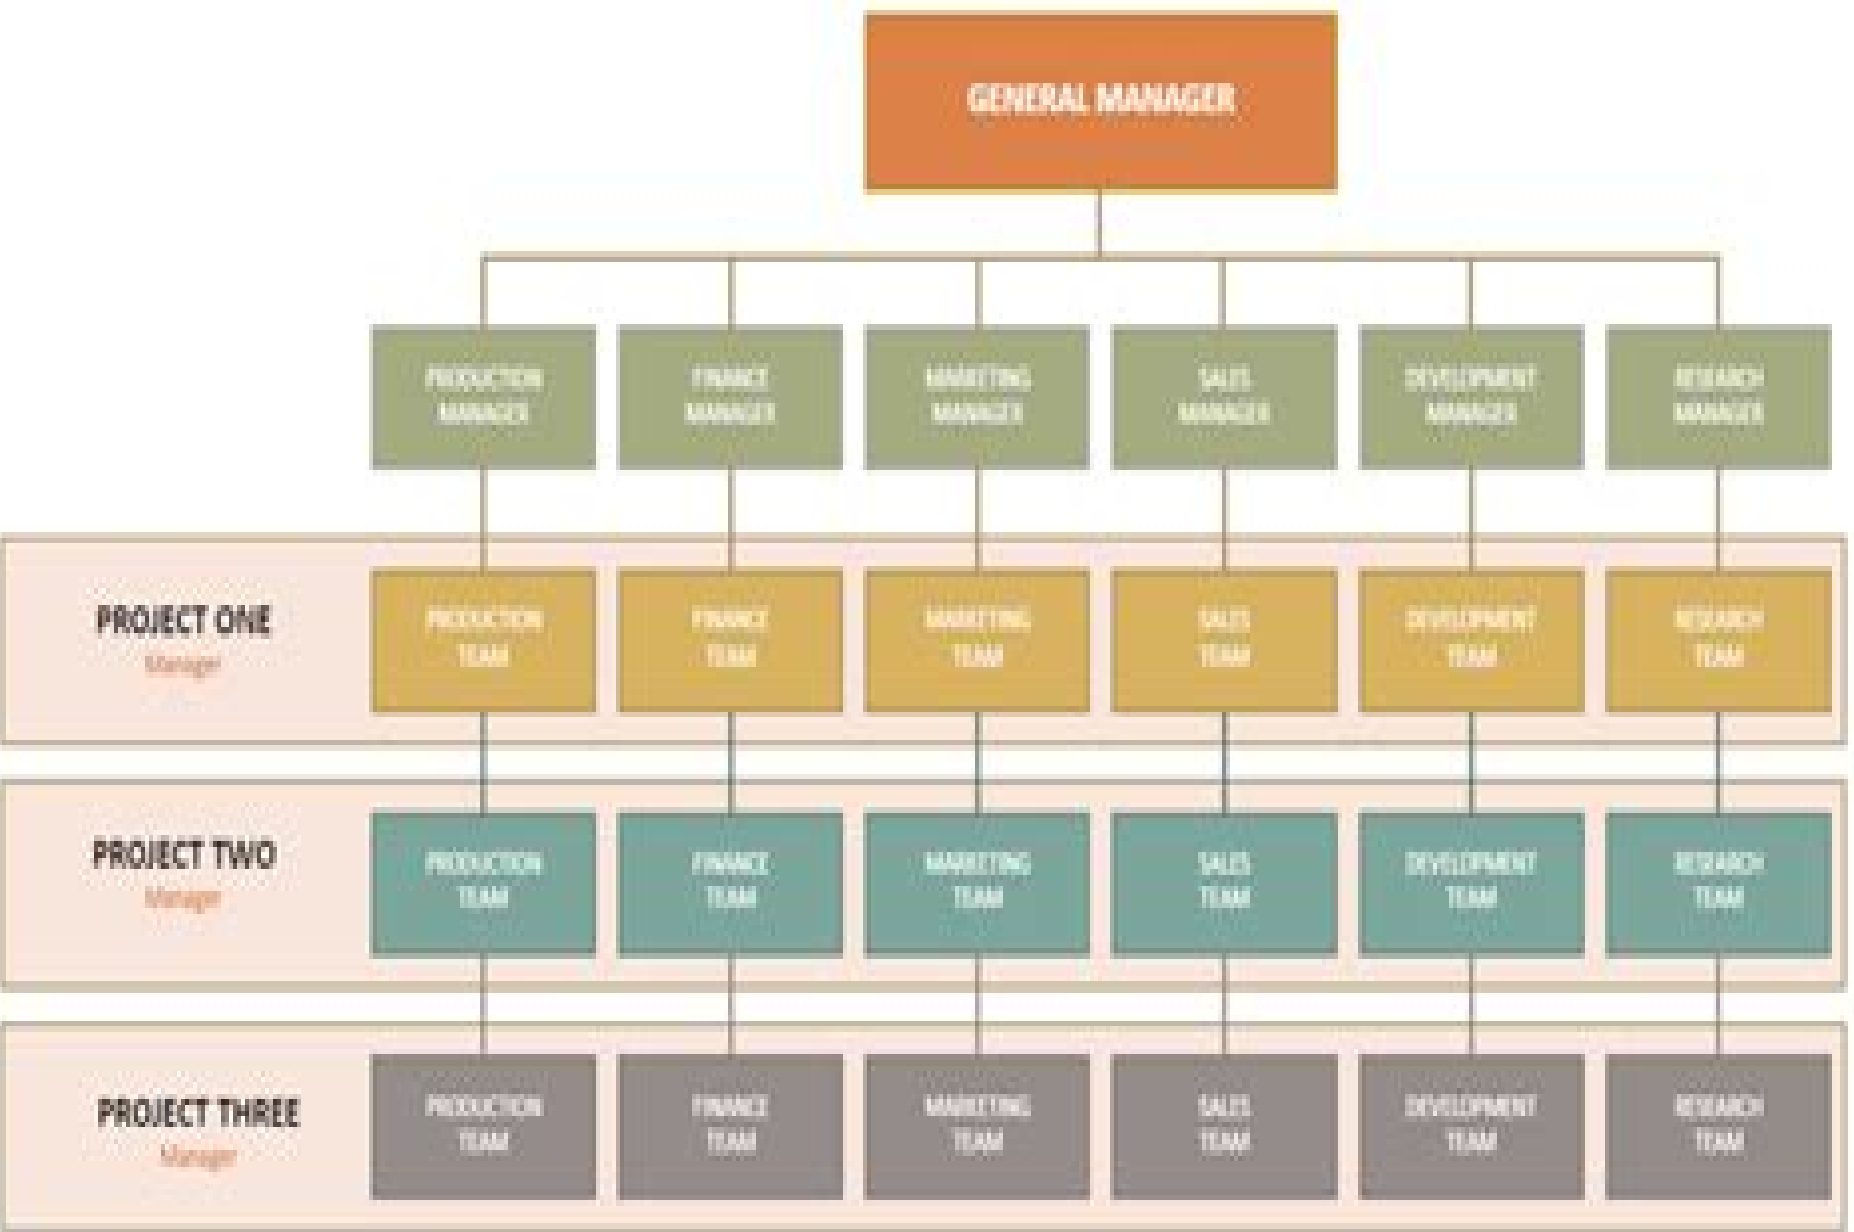 GENERAL MANAGER
PRODUCTION
MANAGER
FINANCE
MANAGER
MARKETING
MANAGER
SALES
MANAGER
DEVELOPMENT
MANAGER
RESEARCH
MANAGER
PROJECT ONE
Manager
PRODUCTION
TEAM
FINANCE
TEAM
MARKETING
TEAM
SALES
TEAM
DEVELOPMENT
TEAM
RESEARCH
TEAM
PROJECT TWO
Manager
PRODUCTION
TEAM
FINANCE
TEAM
MARKETING
TEAM
SALES
TEAM
DEVELOPMENT
TEAM
RESEARCH
TEAM
PROJECT THREE
Manager
PRODUCTION
TEAM
FINANCE
TEAM
MARKETING
TEAM
SALES
TEAM
DEVELOPMENT
TEAM
RESEARCH
TEAM